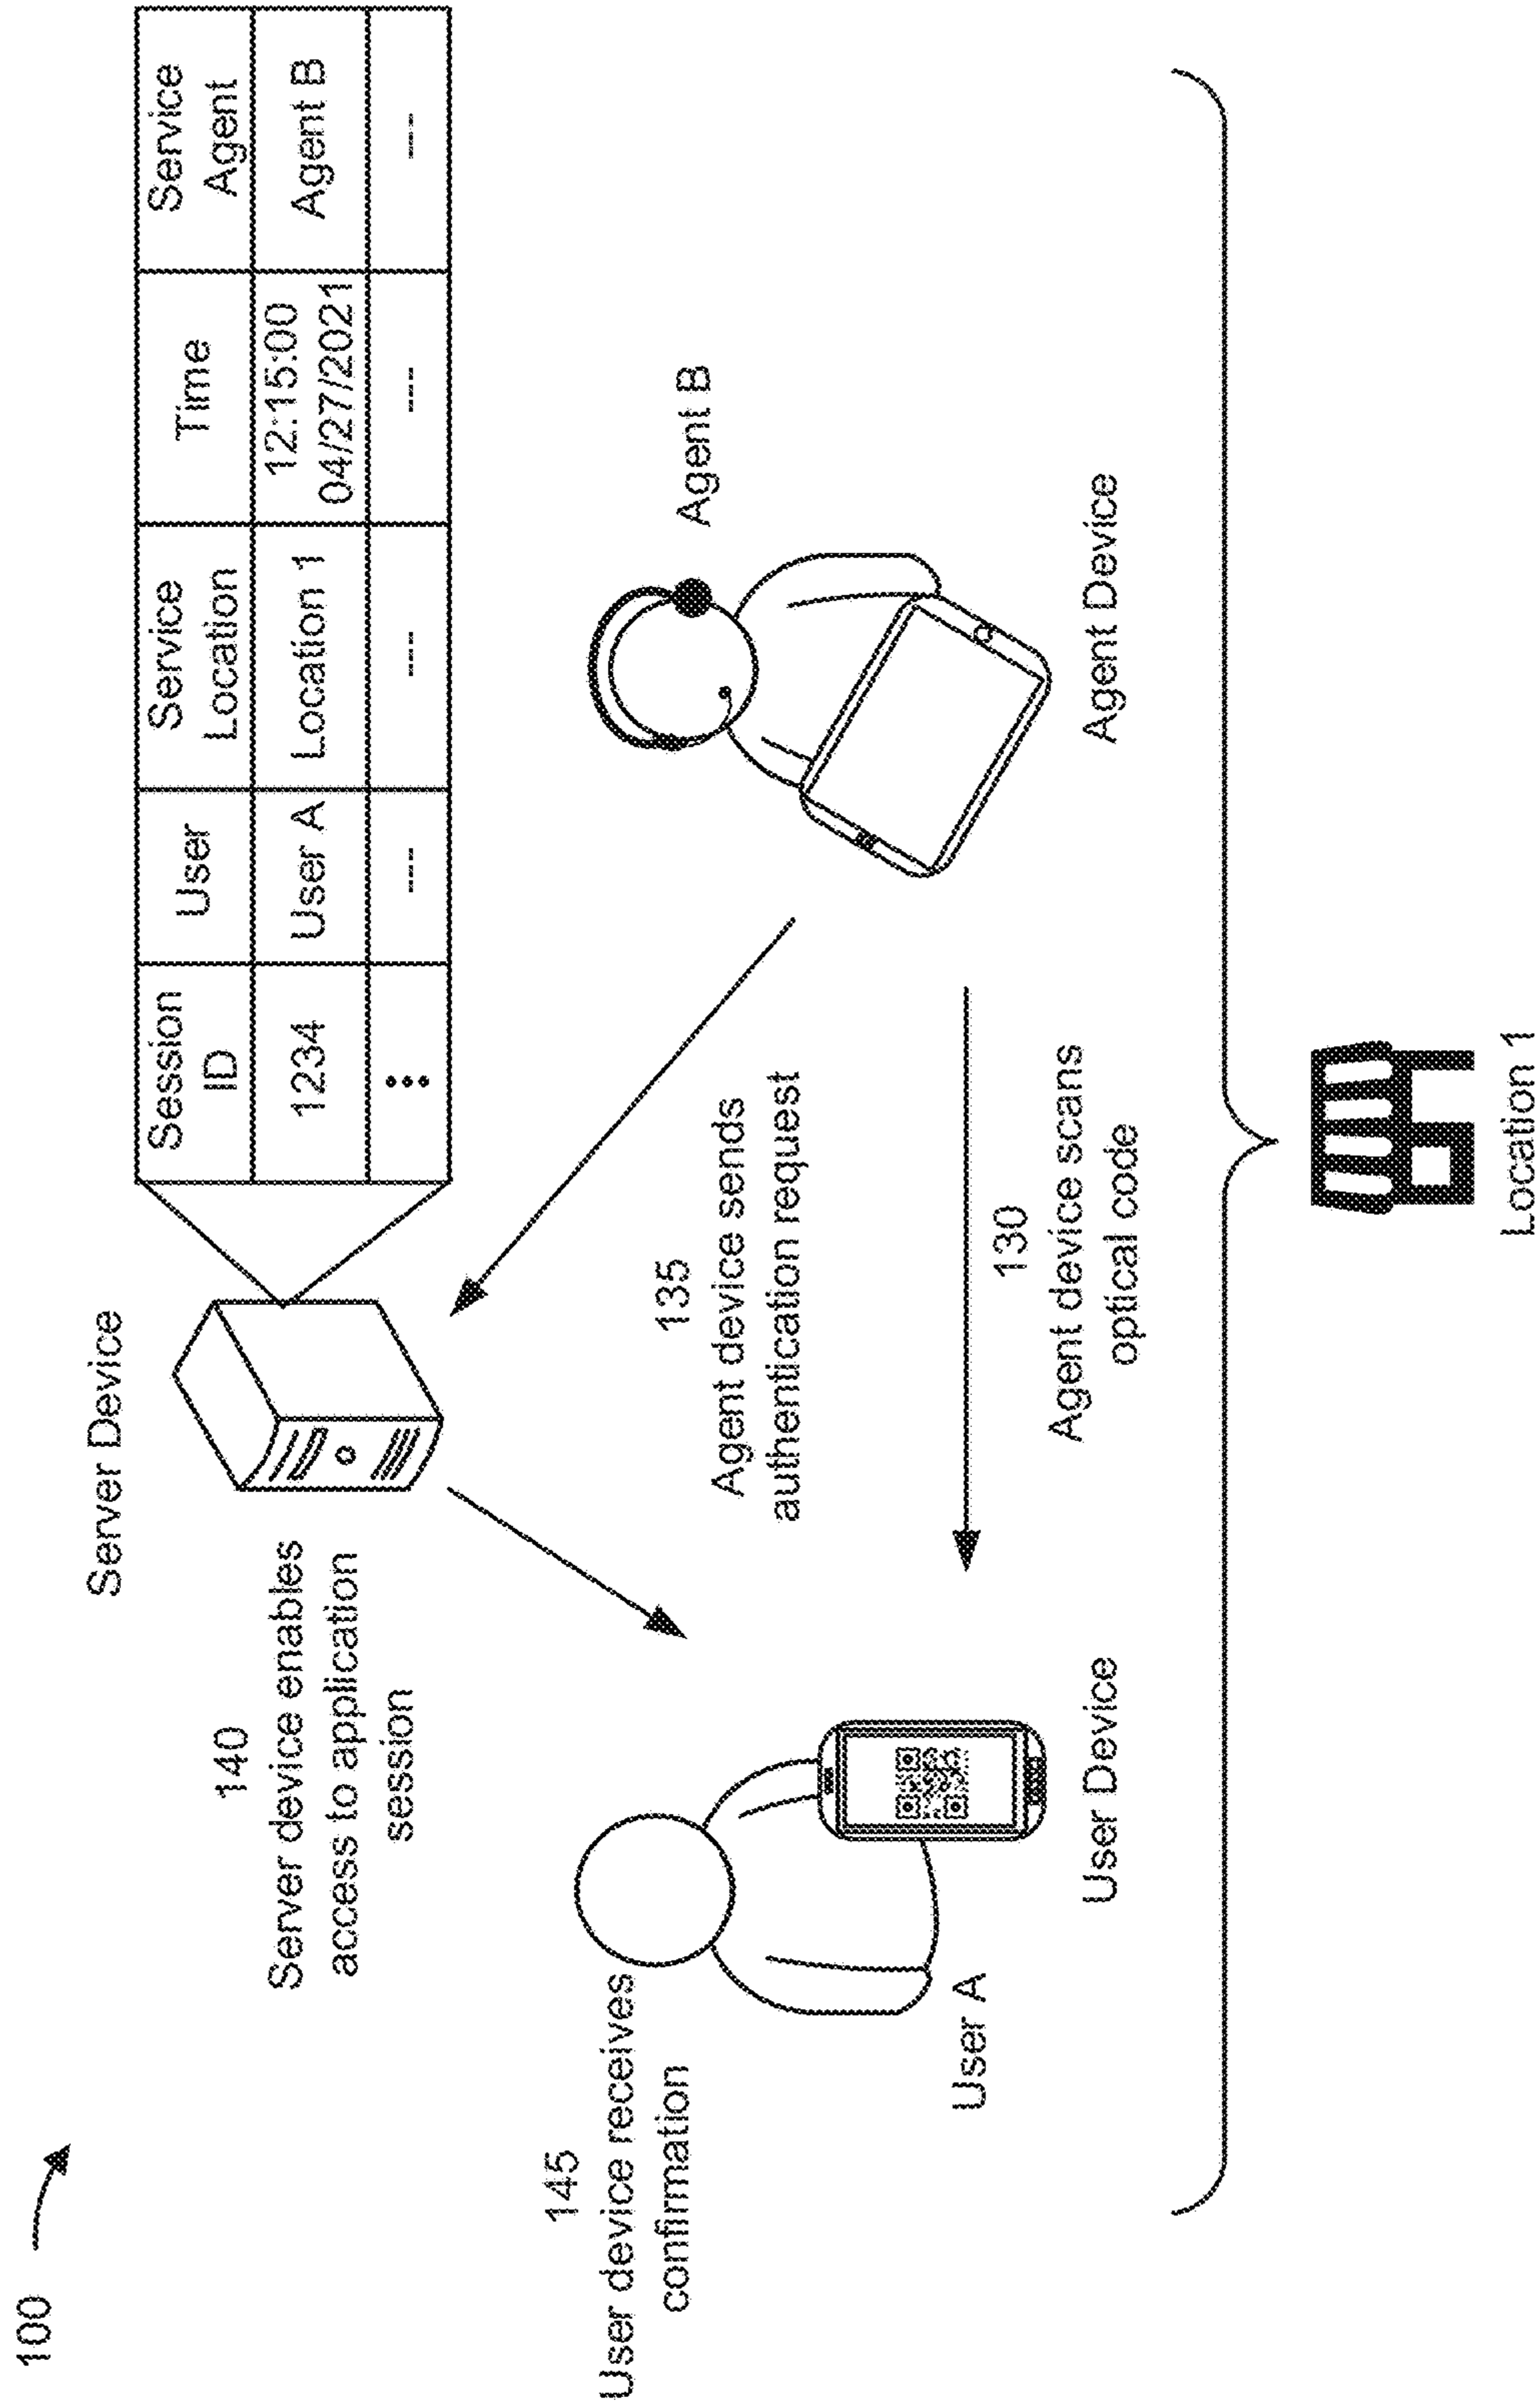 100
Server Device
Session ID
User
Service Location
Time
Service Agent
1234
User A
Location 1
12:15:00
04/27/2021
Agent B
---
---
---
---
140
Server device enables
access to application
session
135
Agent device sends
authentication request
145
User device receives
confirmation
Agent B
130
Agent device scans
optical code
User A
User Device
Agent Device
Location 1